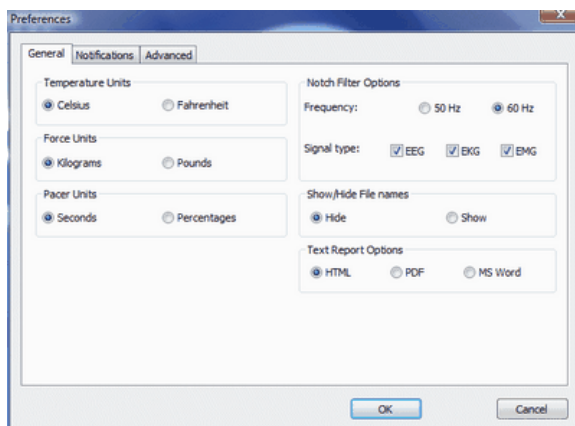 Preferences
General Notifications Advanced
Temperature Units
Celsius Fahrenheit
Force Units
Kilograms Pounds
Pacer Units
Seconds Percentages
Notch Filter Options
Frequency: 50 Hz 60 Hz
Signal type: EEG EKG EMG
Show/Hide File names
Hide Show
Text Report Options
HTML PDF MS Word
OK Cancel